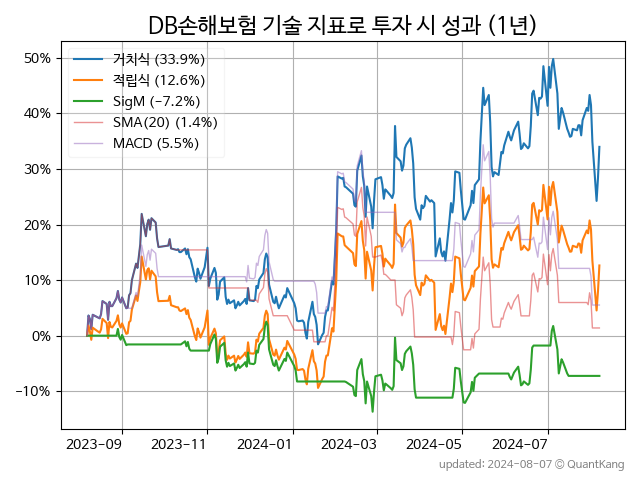 DB손해보험 기술 지표로 투자 시 성과 (1년)
거치식 (33.9%)
적립식 (12.6%)
SigM (−7.2%)
SMA(20) (1.4%)
MACD (5.5%)
50%
40%
30%
20%
10%
0%
−10%
2023-09
2023-11
2024-01
2024-03
2024-05
2024-07
updated: 2024-08-07 © QuantKang